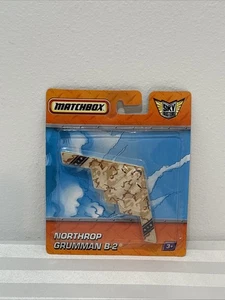 MATCHBOX
SKY
NORTHROP
GRUMMAN B-2
3+